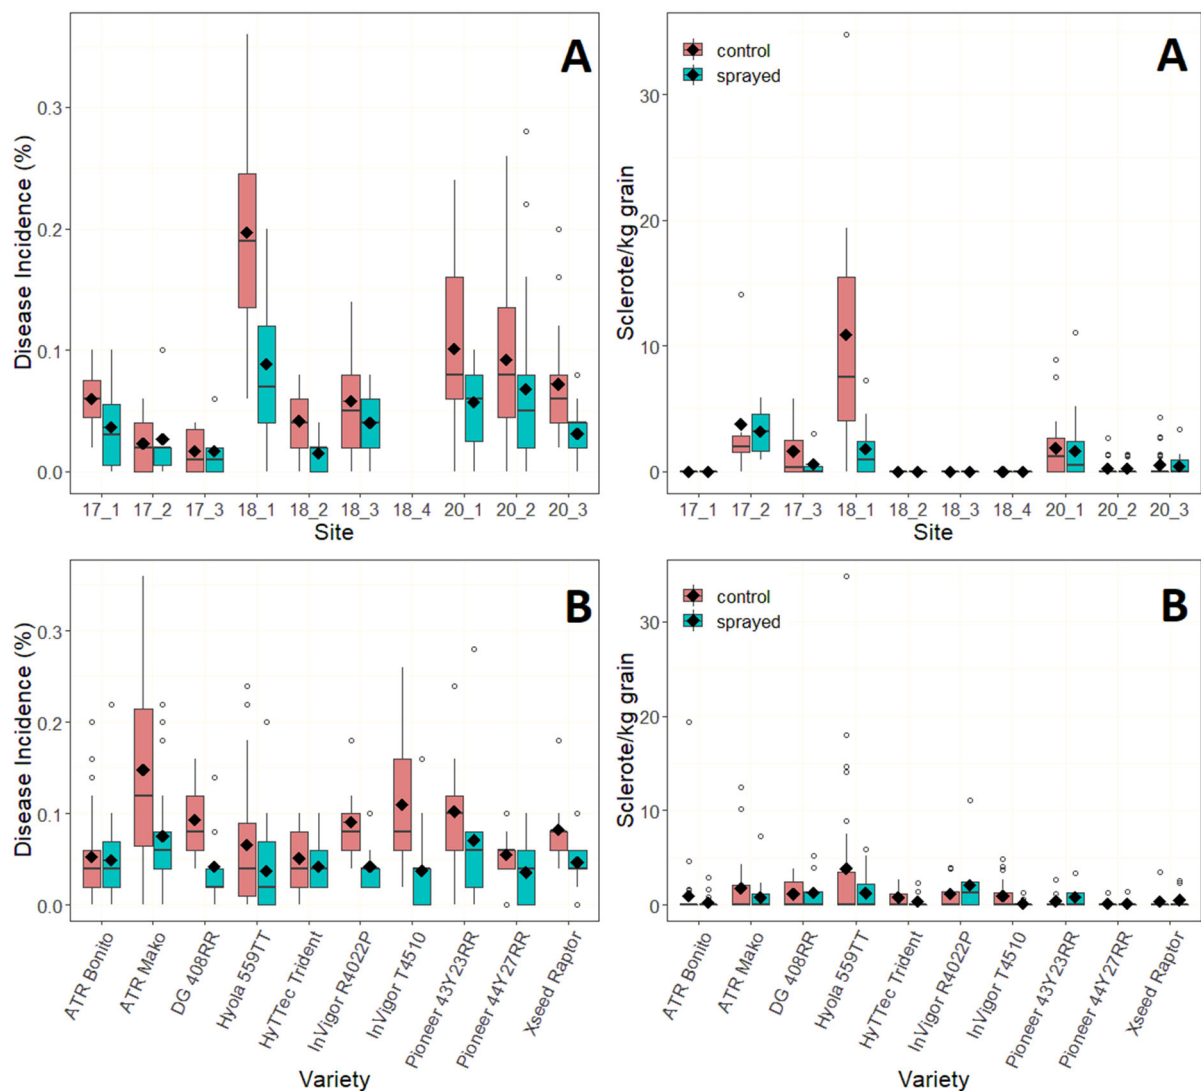 A
0.3
0.2
0.1
0.0
Disease Incidence (%)
17_1 17_2 17_3 18_1 18_2 18_3 18_4 20_1 20_2 20_3
Site
A
control
sprayed
30
20
10
0
Sclerote/kg grain
17_1 17_2 17_3 18_1 18_2 18_3 18_4 20_1 20_2 20_3
Site
B
0.3
0.2
0.1
0.0
Disease Incidence (%)
ATR Bonito
ATR Mako
DG 408RR
Hyola 559TT
HyTTec Trident
InVigor R4022P
InVigor T4510
Pioneer 43Y23RR
Pioneer 44Y27RR
Xseed Raptor
Variety
B
control
sprayed
30
20
10
0
Sclerote/kg grain
ATR Bonito
ATR Mako
DG 408RR
Hyola 559TT
HyTTec Trident
InVigor R4022P
InVigor T4510
Pioneer 43Y23RR
Pioneer 44Y27RR
Xseed Raptor
Variety